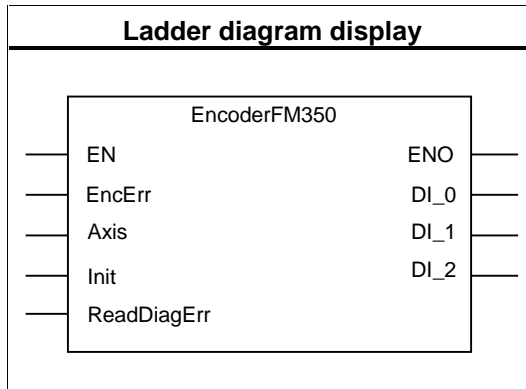 Ladder diagram display
EncoderFM350
EN ENO
EncErr DI_0
Axis DI_1
Init DI_2
ReadDiagErr